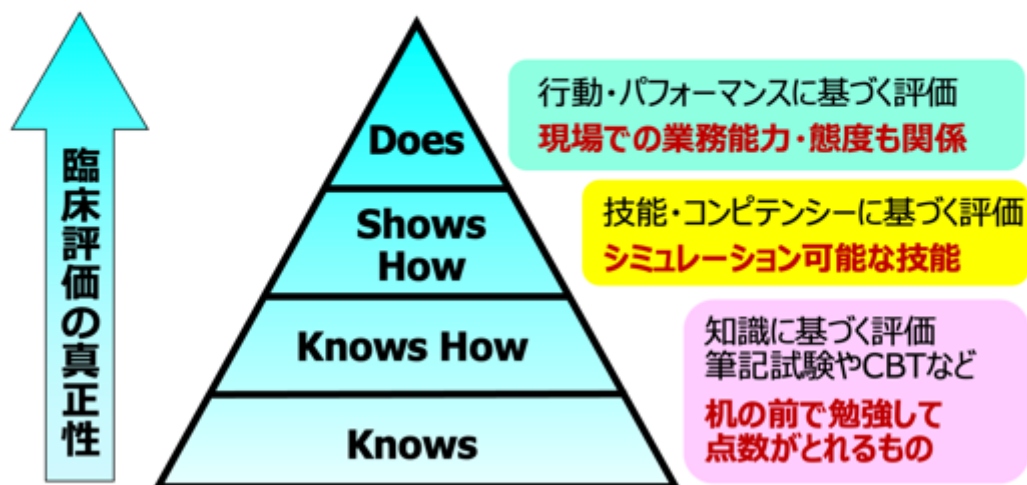 臨床評価の真正性
Does
Shows
How
Knows How
Knows
行動・パフォーマンスに基づく評価
現場での業務能力・態度も関係
技能・コンピテンシーに基づく評価
シミュレーション可能な技能
知識に基づく評価
筆記試験やCBTなど
机の前で勉強して
点数がとれるもの